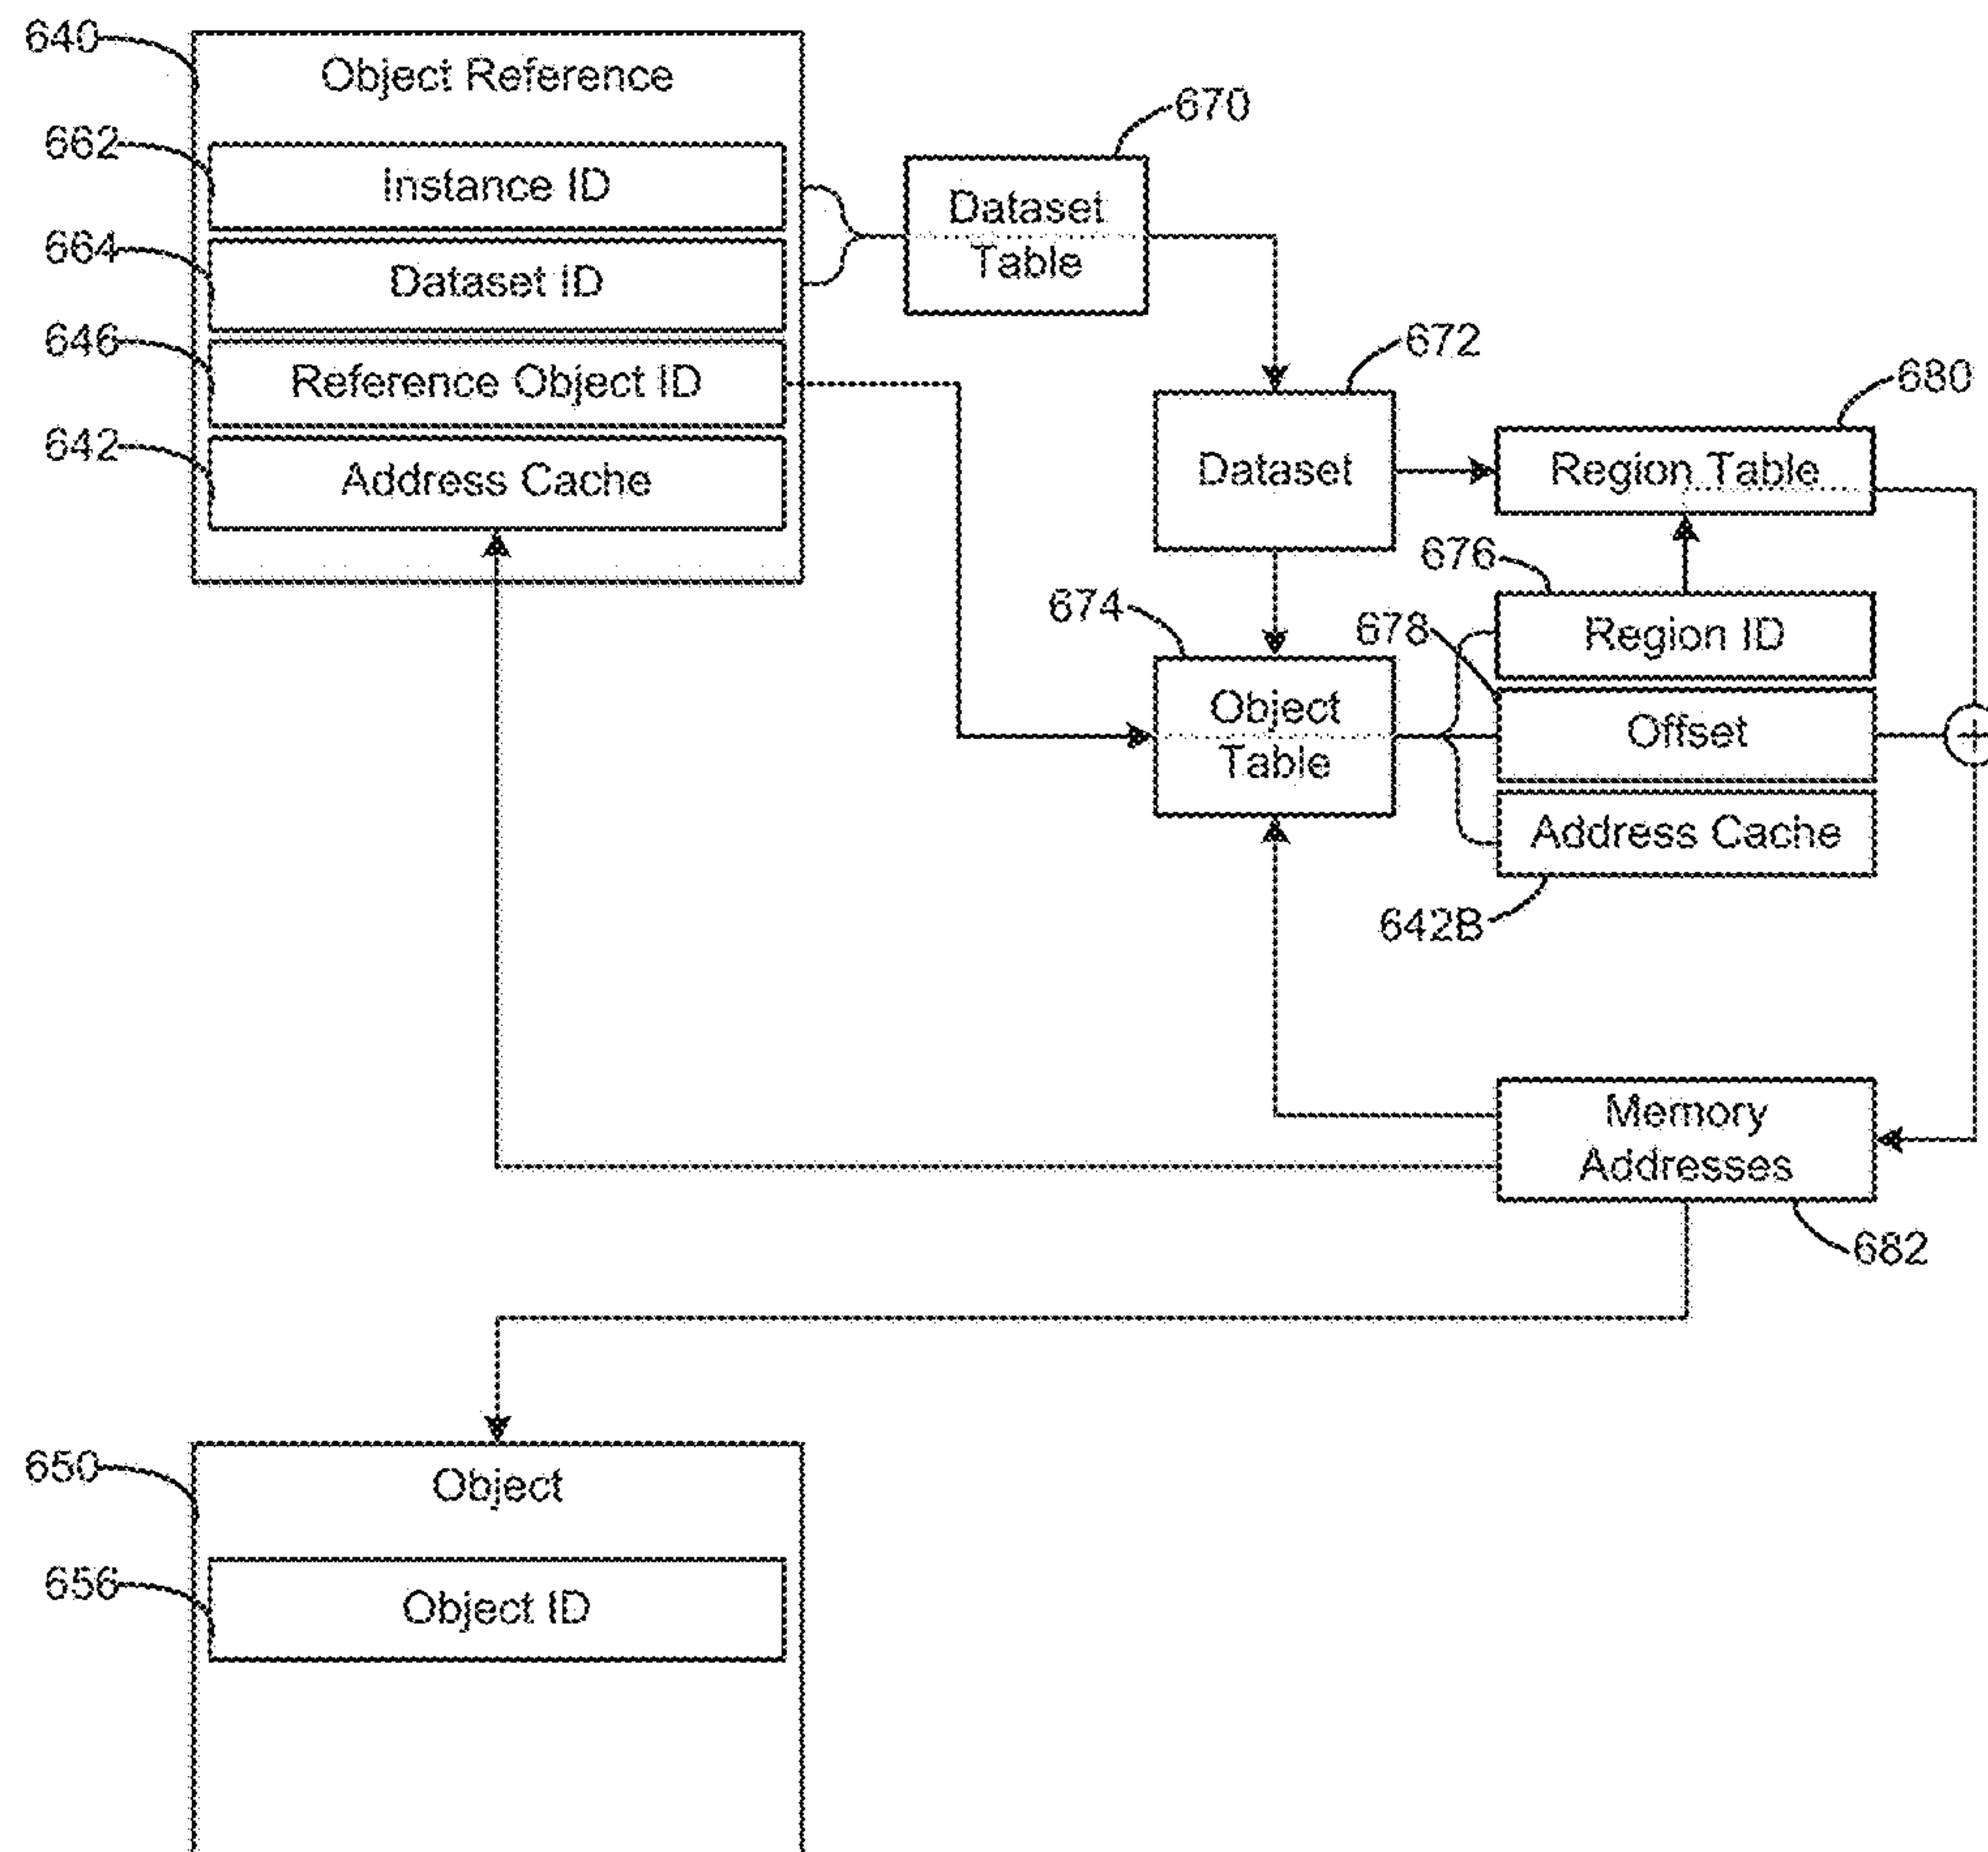 640
Object Reference
662
Instance ID
664
Dataset ID
646
Reference Object ID
642
Address Cache
670
Dataset
Table
672
Dataset
680
Region Table
676
Region ID
674
678
Object
Table
Offset
Address Cache
642B
Memory
Addresses
682
650
Object
656
Object ID